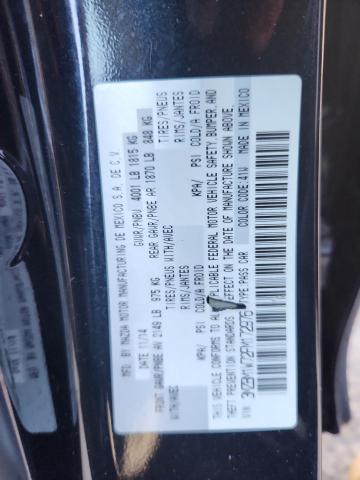 MFD. BY MAZDA MOTOR MANUFACTURING DE MEXICO S.A. DE C.V.
DATE: 11/14 GVWR/PNBV 4001 LB 1815 KG
FRONT GAWR/PNBE AV 2149 LB 975 KG REAR GAWR/PNBE AR 1870 LB 848 KG
WITH/AVEC TIRES/PNEUS WITH/AVEC TIRES/PNEUS
RIMS/JANTES RIMS/JANTES
KPA/ PSI COLD/A FROID KPA/ PSI COLD/A FROID
THIS VEHICLE CONFORMS TO ALL APPLICABLE FEDERAL MOTOR VEHICLE SAFETY, BUMPER, AND
THEFT PREVENTION STANDARDS IN EFFECT ON THE DATE OF MANUFACTURE SHOWN ABOVE.
VIN: TYPE PASS CAR COLOR CODE: 41W MADE IN MEXICO